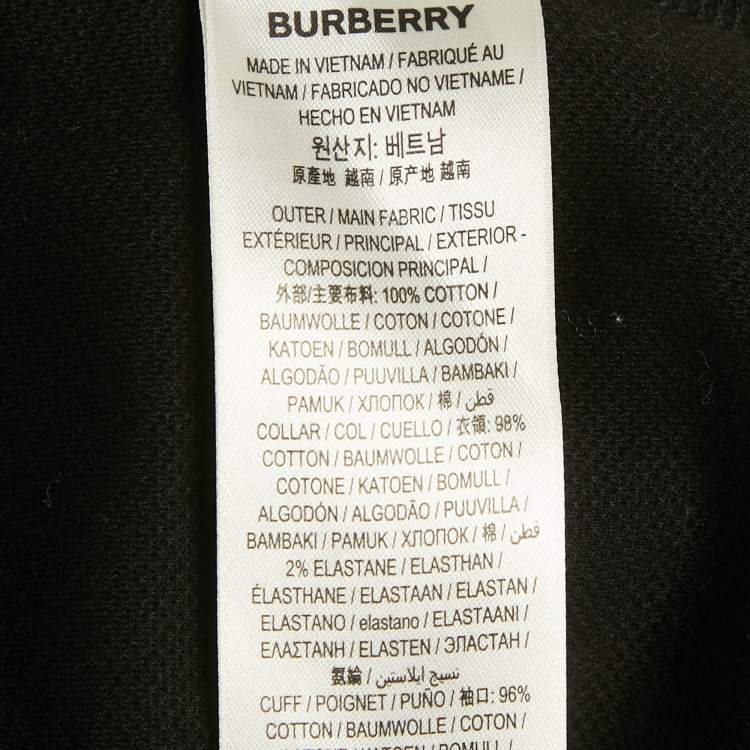 BURBERRY
MADE IN VIETNAM / FABRIQUÉ AU
VIETNAM / FABRICADO NO VIETNAME /
HECHO EN VIETNAM
원산지: 베트남
原產地 越南 / 原产地 越南
OUTER / MAIN FABRIC / TISSU
EXTÉRIEUR / PRINCIPAL / EXTERIOR -
COMPOSICION PRINCIPAL /
外部/主要布料: 100% COTTON /
BAUMWOLLE / COTON / COTONE /
KATOEN / BOMULL / ALGODÓN /
ALGODÃO / PUUVILLA / BAMBAKI /
PAMUK / ХЛОПОК / 棉 / قطن
COLLAR / COL / CUELLO / 衣領: 98%
COTTON / BAUMWOLLE / COTON /
COTONE / KATOEN / BOMULL /
ALGODÓN / ALGODÃO / PUUVILLA /
BAMBAKI / PAMUK / ХЛОПОК / 棉 / قطن
2% ELASTANE / ELASTHAN /
ÉLASTHANE / ELASTAAN / ELASTAN /
ELASTANO / elastano / ELASTAANI /
ΕΛΑΣΤΑΝΗ / ELASTEN / ЭЛАСТАН /
氨綸 / نسيج ايلاستين
CUFF / POIGNET / PUÑO / 袖口: 96%
COTTON / BAUMWOLLE / COTON /
COTONE / KATOEN / BOMULL /